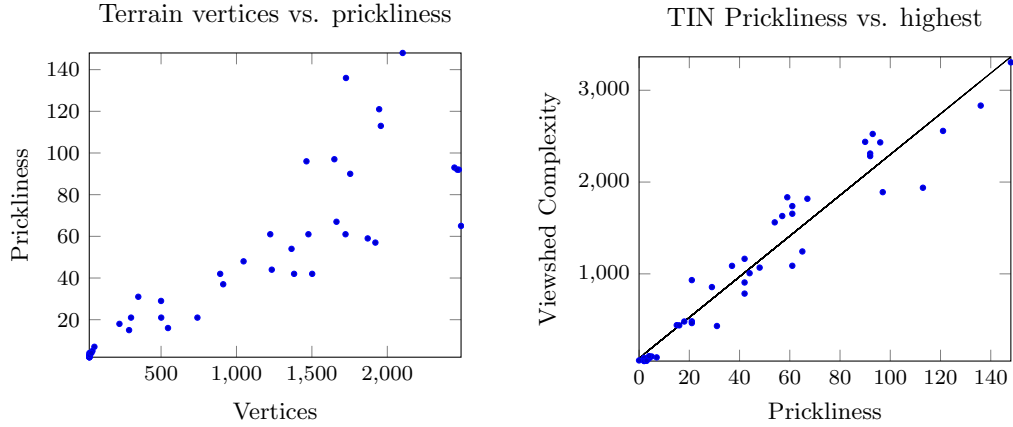 Terrain vertices vs. prickliness
140
120
100
80
60
40
20
500 1,000 1,500 2,000
Prickliness
Vertices
TIN Prickliness vs. highest
3,000
2,000
1,000
0 20 40 60 80 100 120 140
Viewshed Complexity
Prickliness